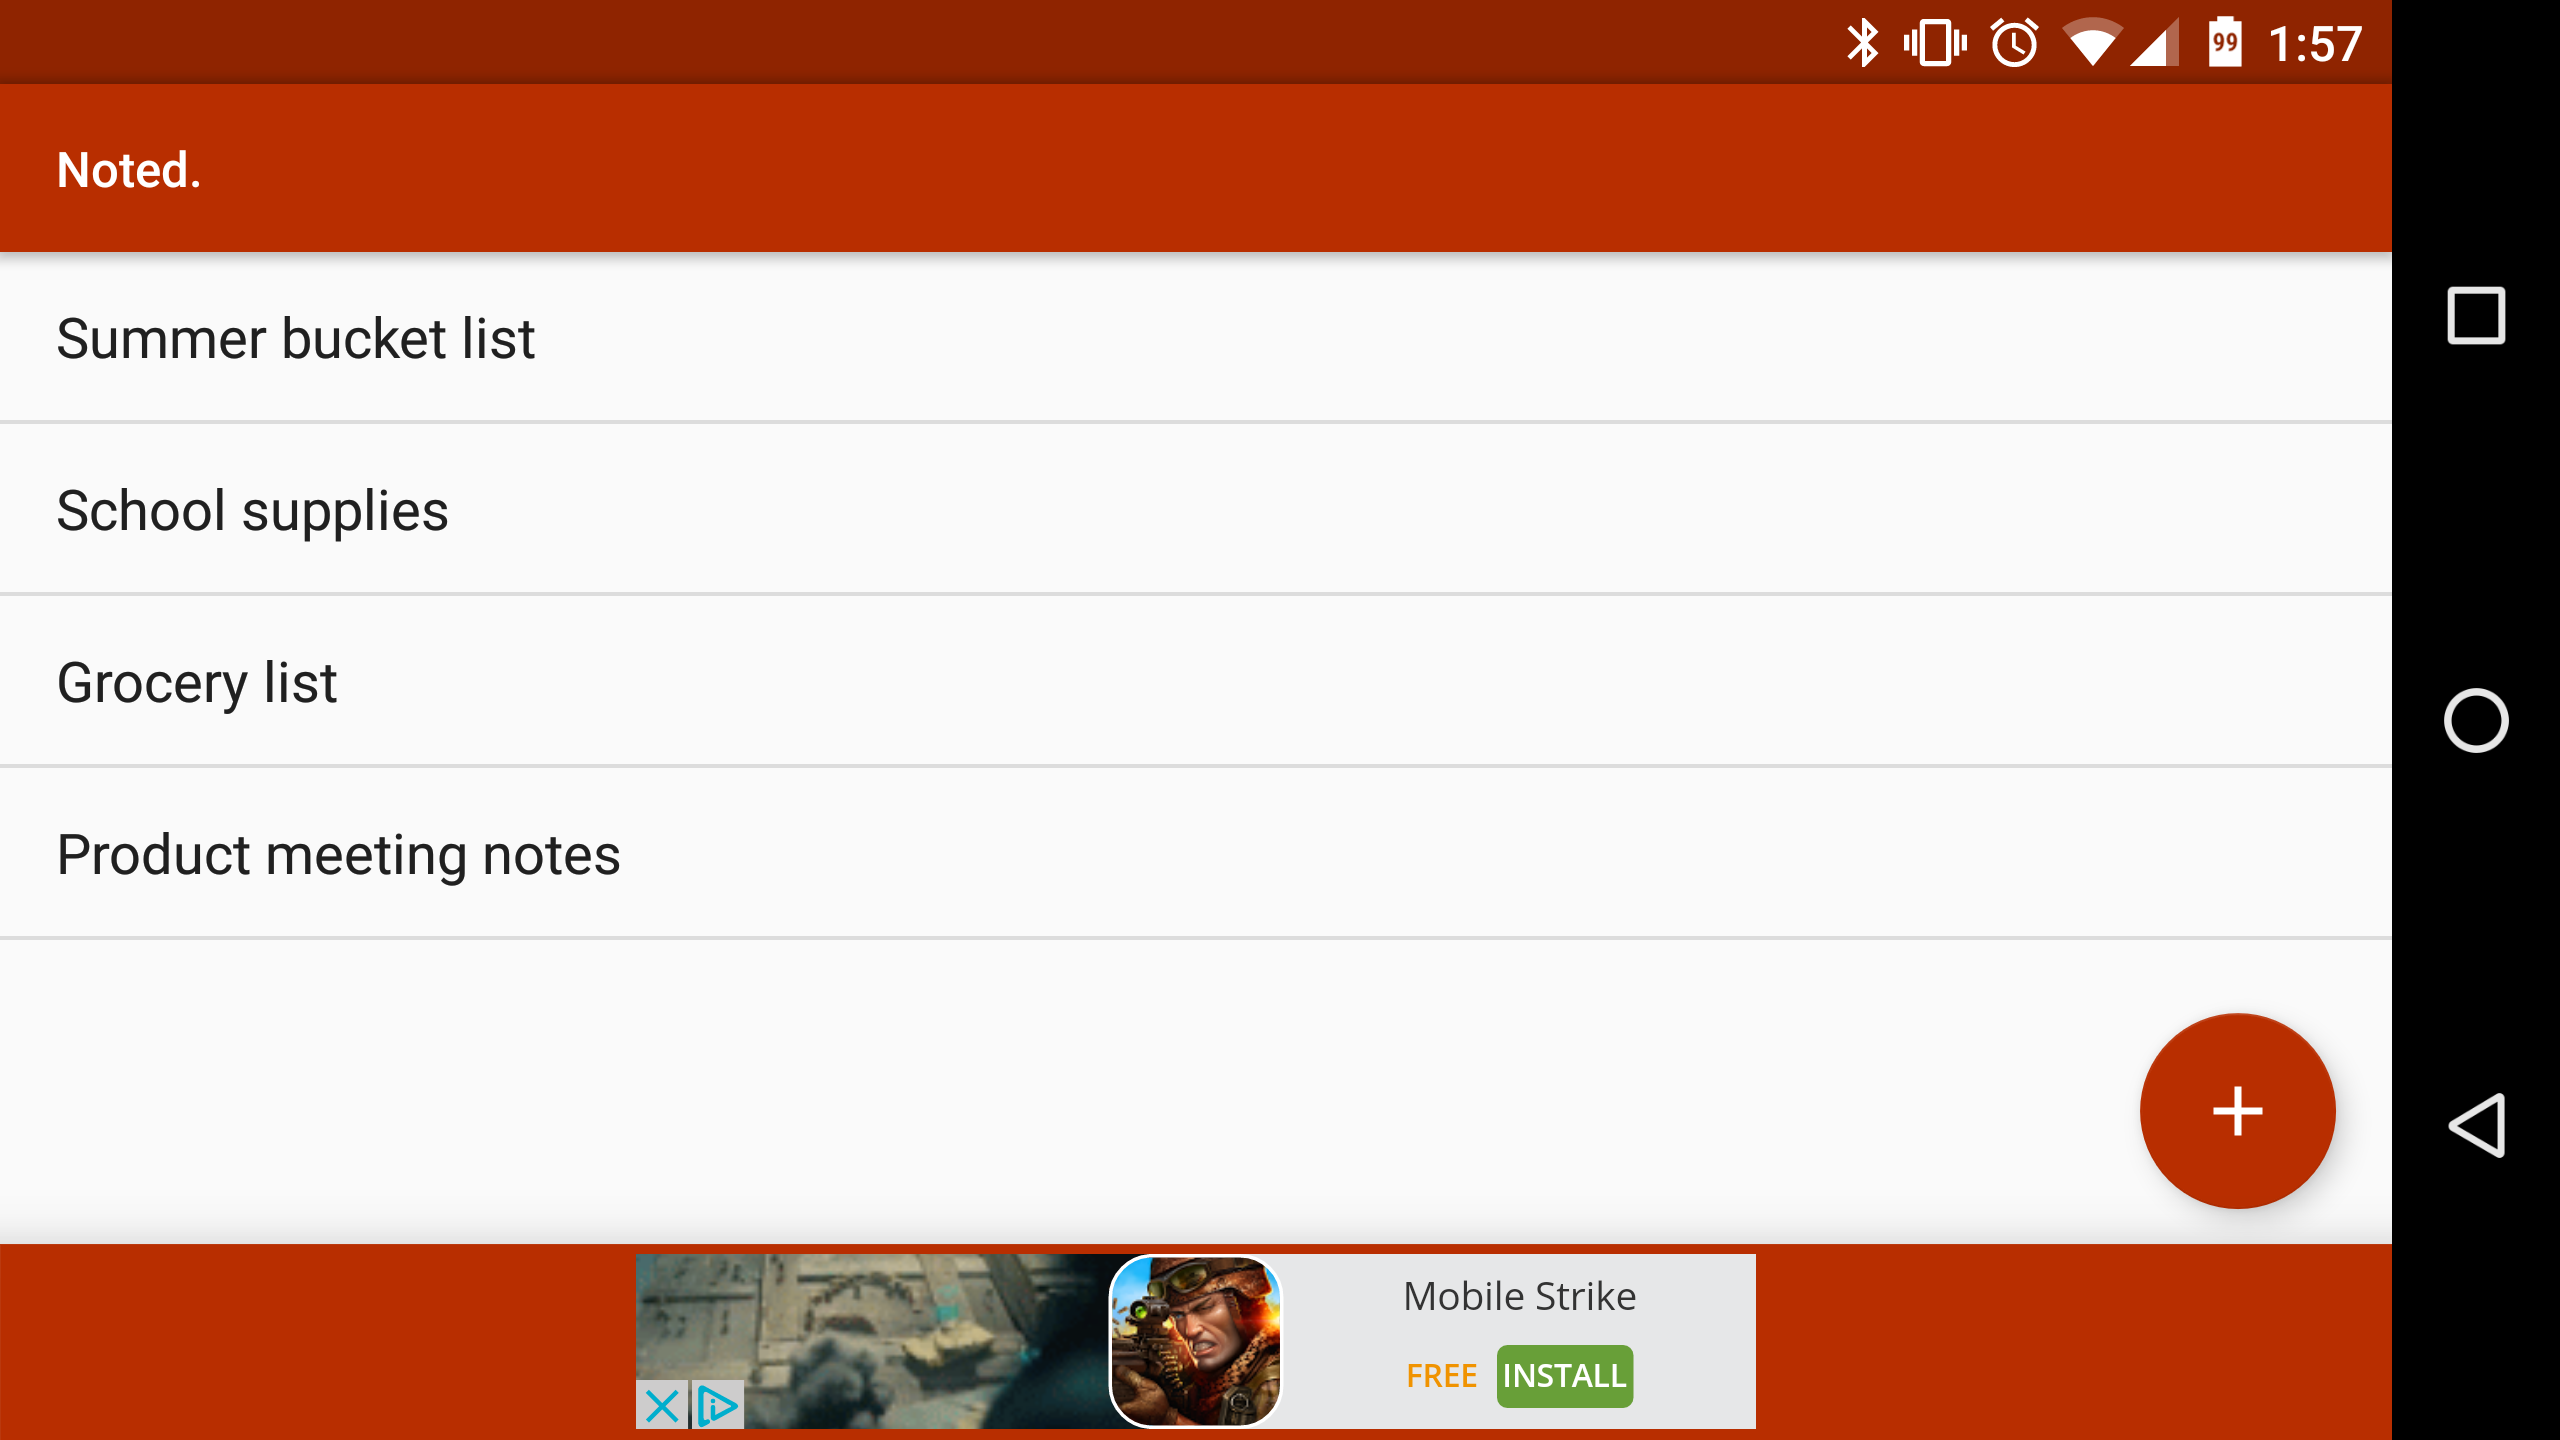 99 1:57
Noted.
Summer bucket list
School supplies
Grocery list
Product meeting notes
Mobile Strike
FREE INSTALL